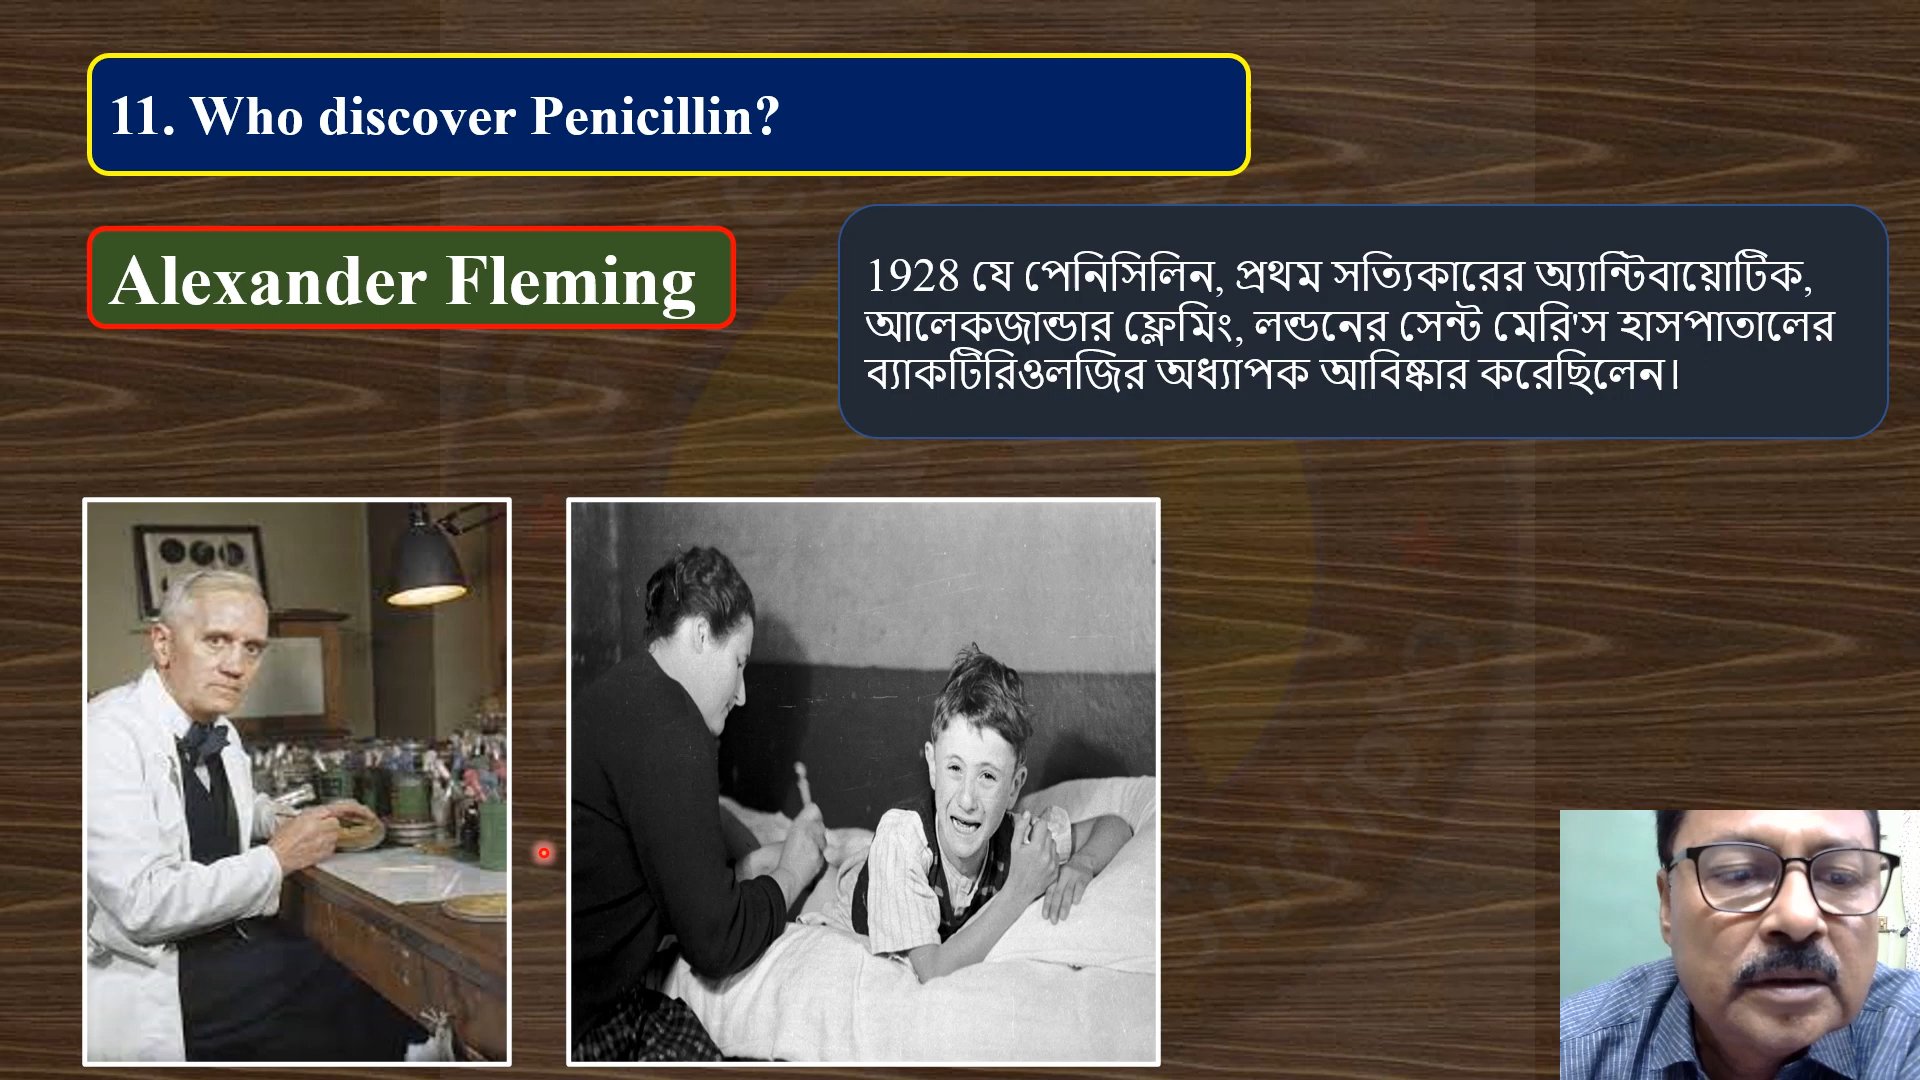 11. Who discover Penicillin?
Alexander Fleming
1928 যে পেনিসিলিন, প্রথম সত্যিকারের অ্যান্টিবায়োটিক,
আলেকজান্ডার ফ্লেমিং, লন্ডনের সেন্ট মেরি'স হাসপাতালের
ব্যাকটিরিওলজির অধ্যাপক আবিষ্কার করেছিলেন।